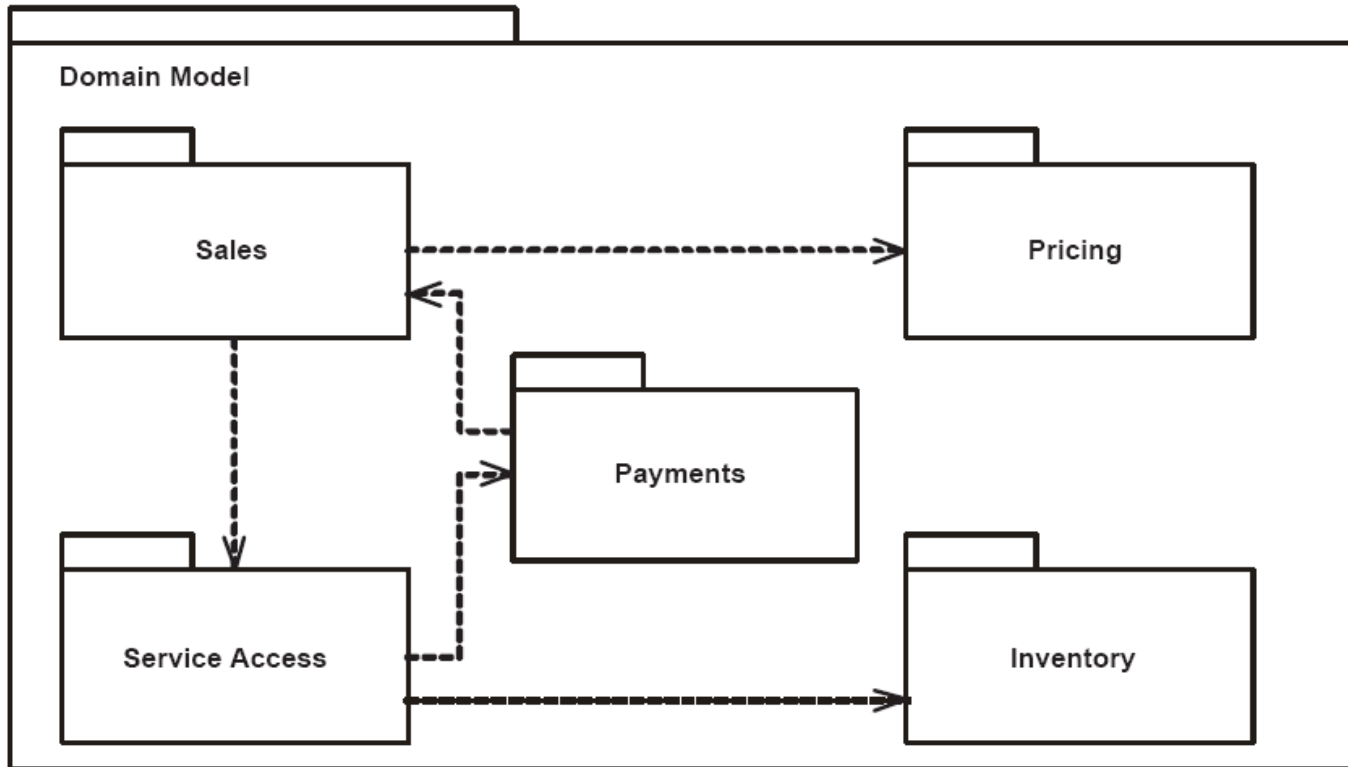 Domain Model
Sales
Pricing
Payments
Service Access
Inventory